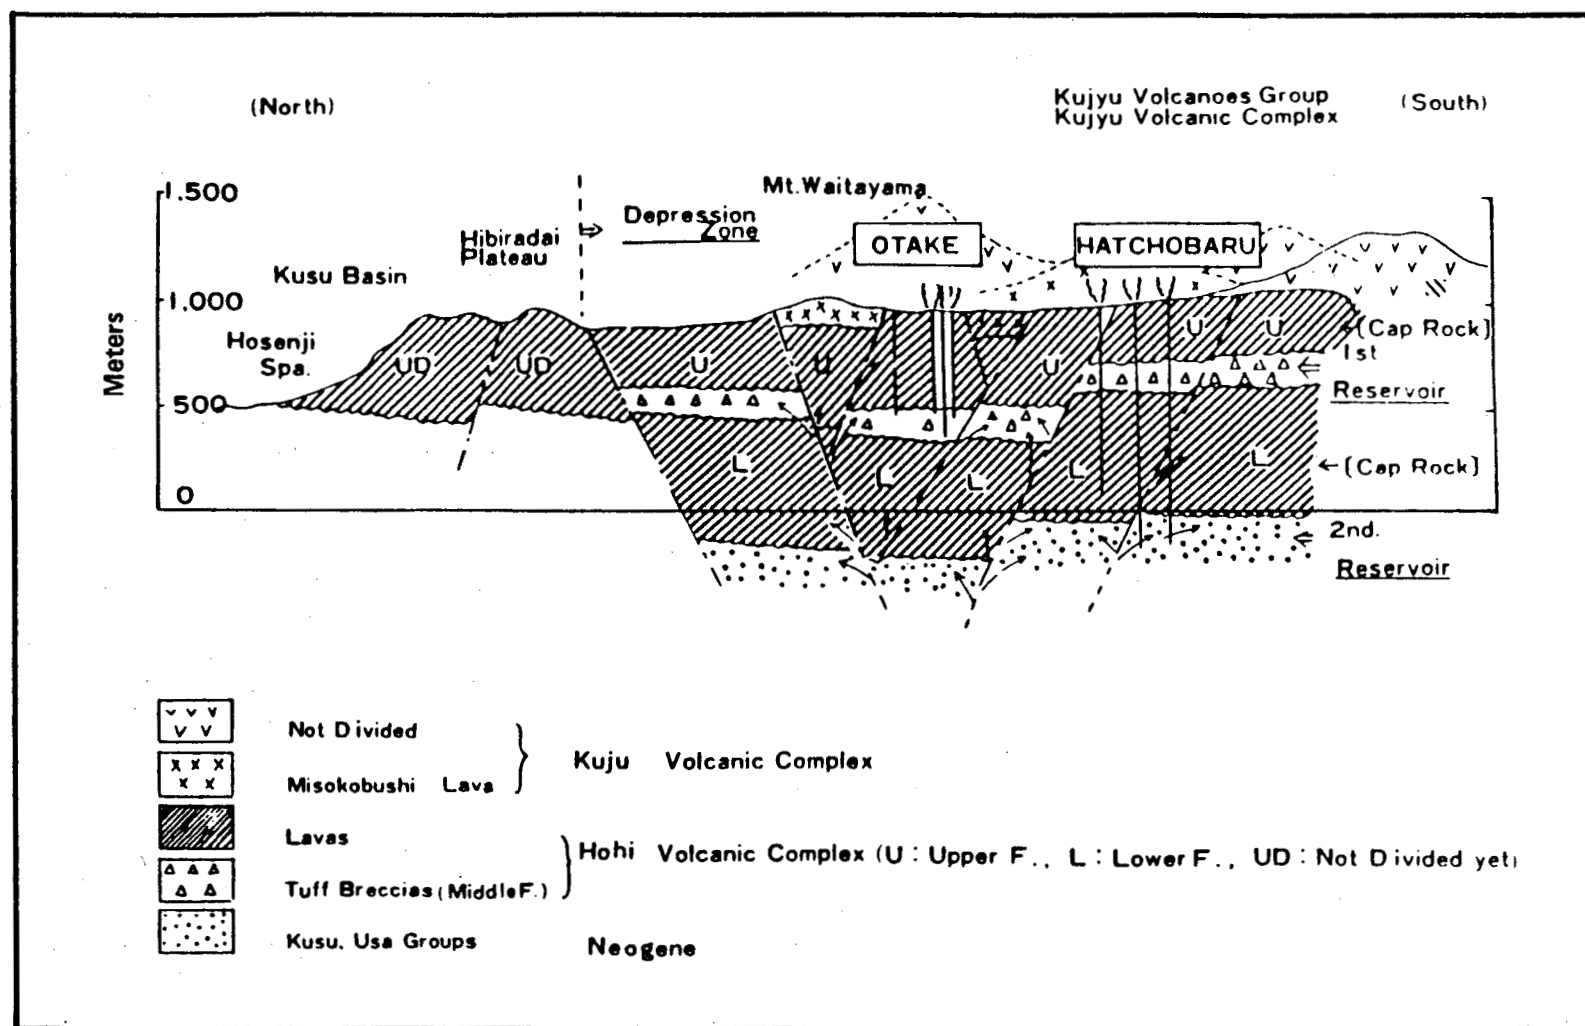 (North)
Kujyu Volcanoes Group
Kujyu Volcanic Complex
(South)
1.500
Mt. Waitayama
Depression
Zone
Hibiradai
Plateau
OTAKE
HATCHOBARU
Kusu Basin
1.000
Meters
Hosenji
Spa.
UD
UD
U
U
U
U
U
[Cap Rock]
1st
Reservoir
500
L
L
L
L
L
[Cap Rock]
0
2nd.
Reservoir
Not Divided
Misokobushi Lava
Kuju Volcanic Complex
Lavas
Tuff Breccias (Middle F.)
Hohi Volcanic Complex (U : Upper F., L : Lower F., UD : Not Divided yet)
Kusu, Usa Groups
Neogene